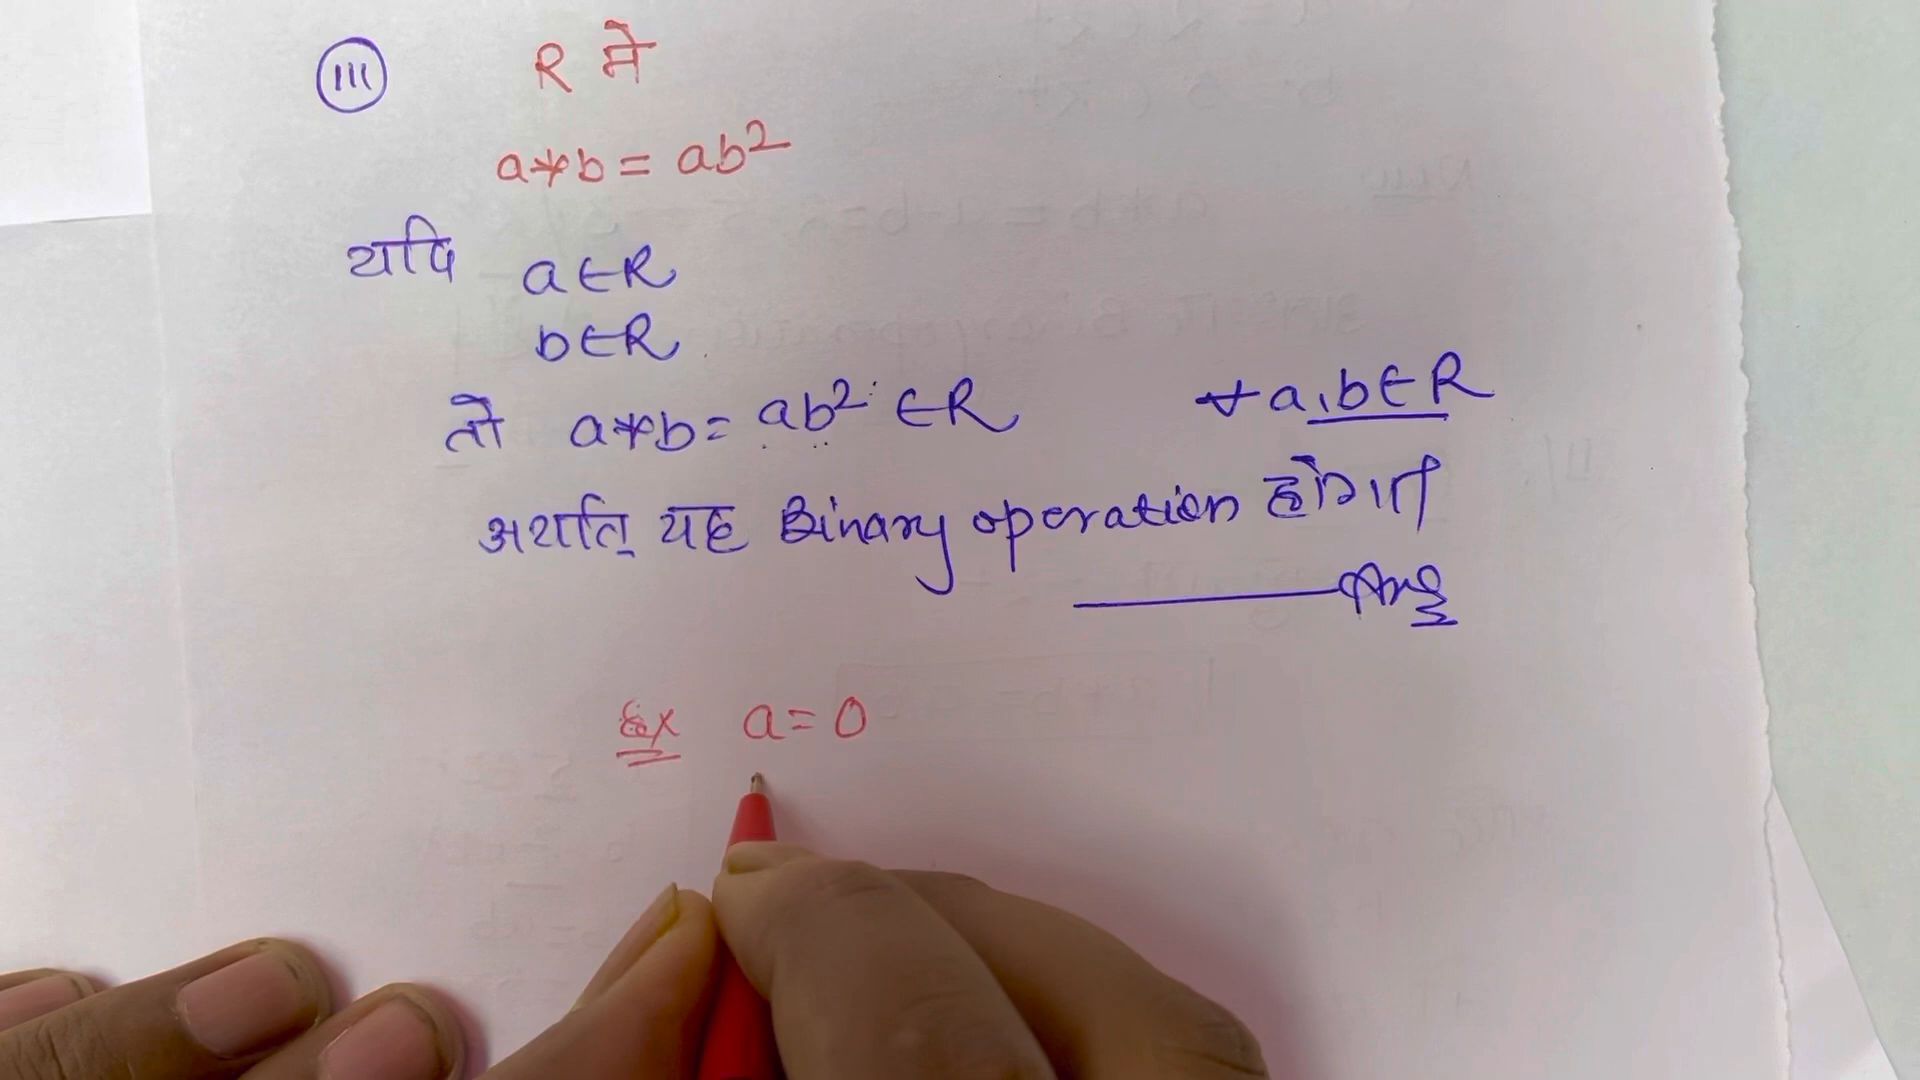 III R में
a*b = ab²
यदि a∈R
b∈R
तो a*b = ab² ∈R ∀ a,b∈R
अर्थात् यह Binary operation होगा।
Ans
Ex a=0